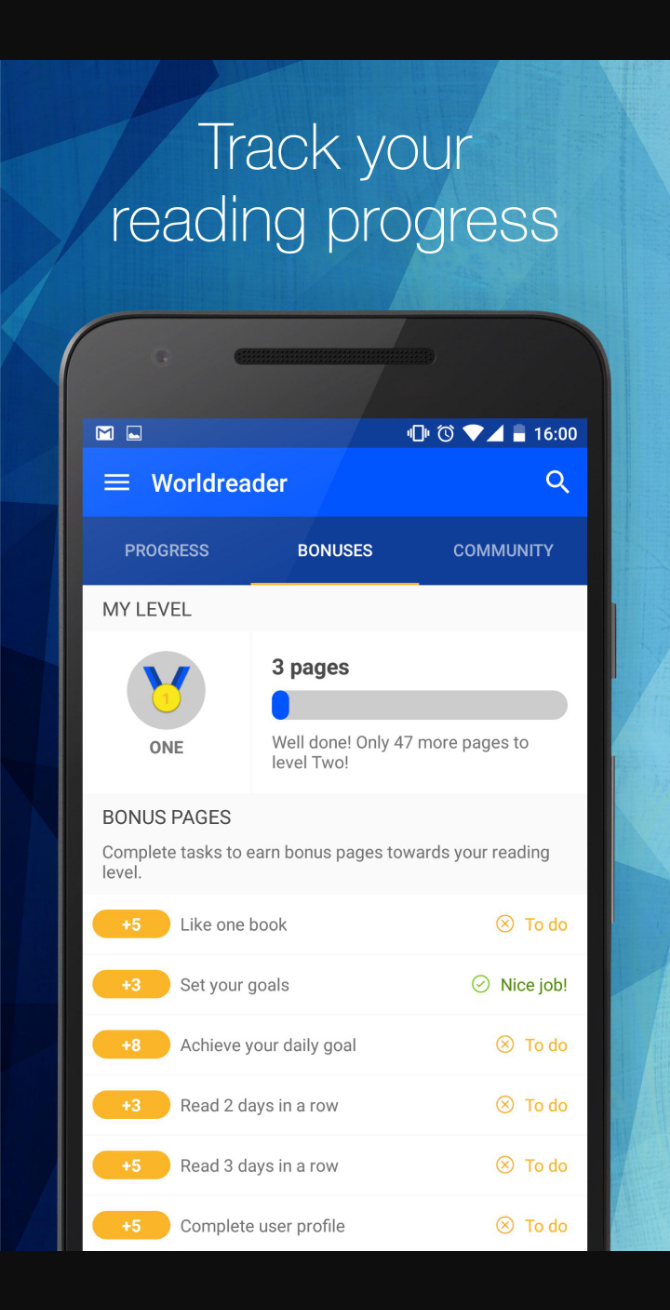 Track your
reading progress
16:00
Worldreader
PROGRESS BONUSES COMMUNITY
MY LEVEL
1
ONE
3 pages
Well done! Only 47 more pages to
level Two!
BONUS PAGES
Complete tasks to earn bonus pages towards your reading
level.
+5 Like one book To do
+3 Set your goals Nice job!
+8 Achieve your daily goal To do
+3 Read 2 days in a row To do
+5 Read 3 days in a row To do
+5 Complete user profile To do